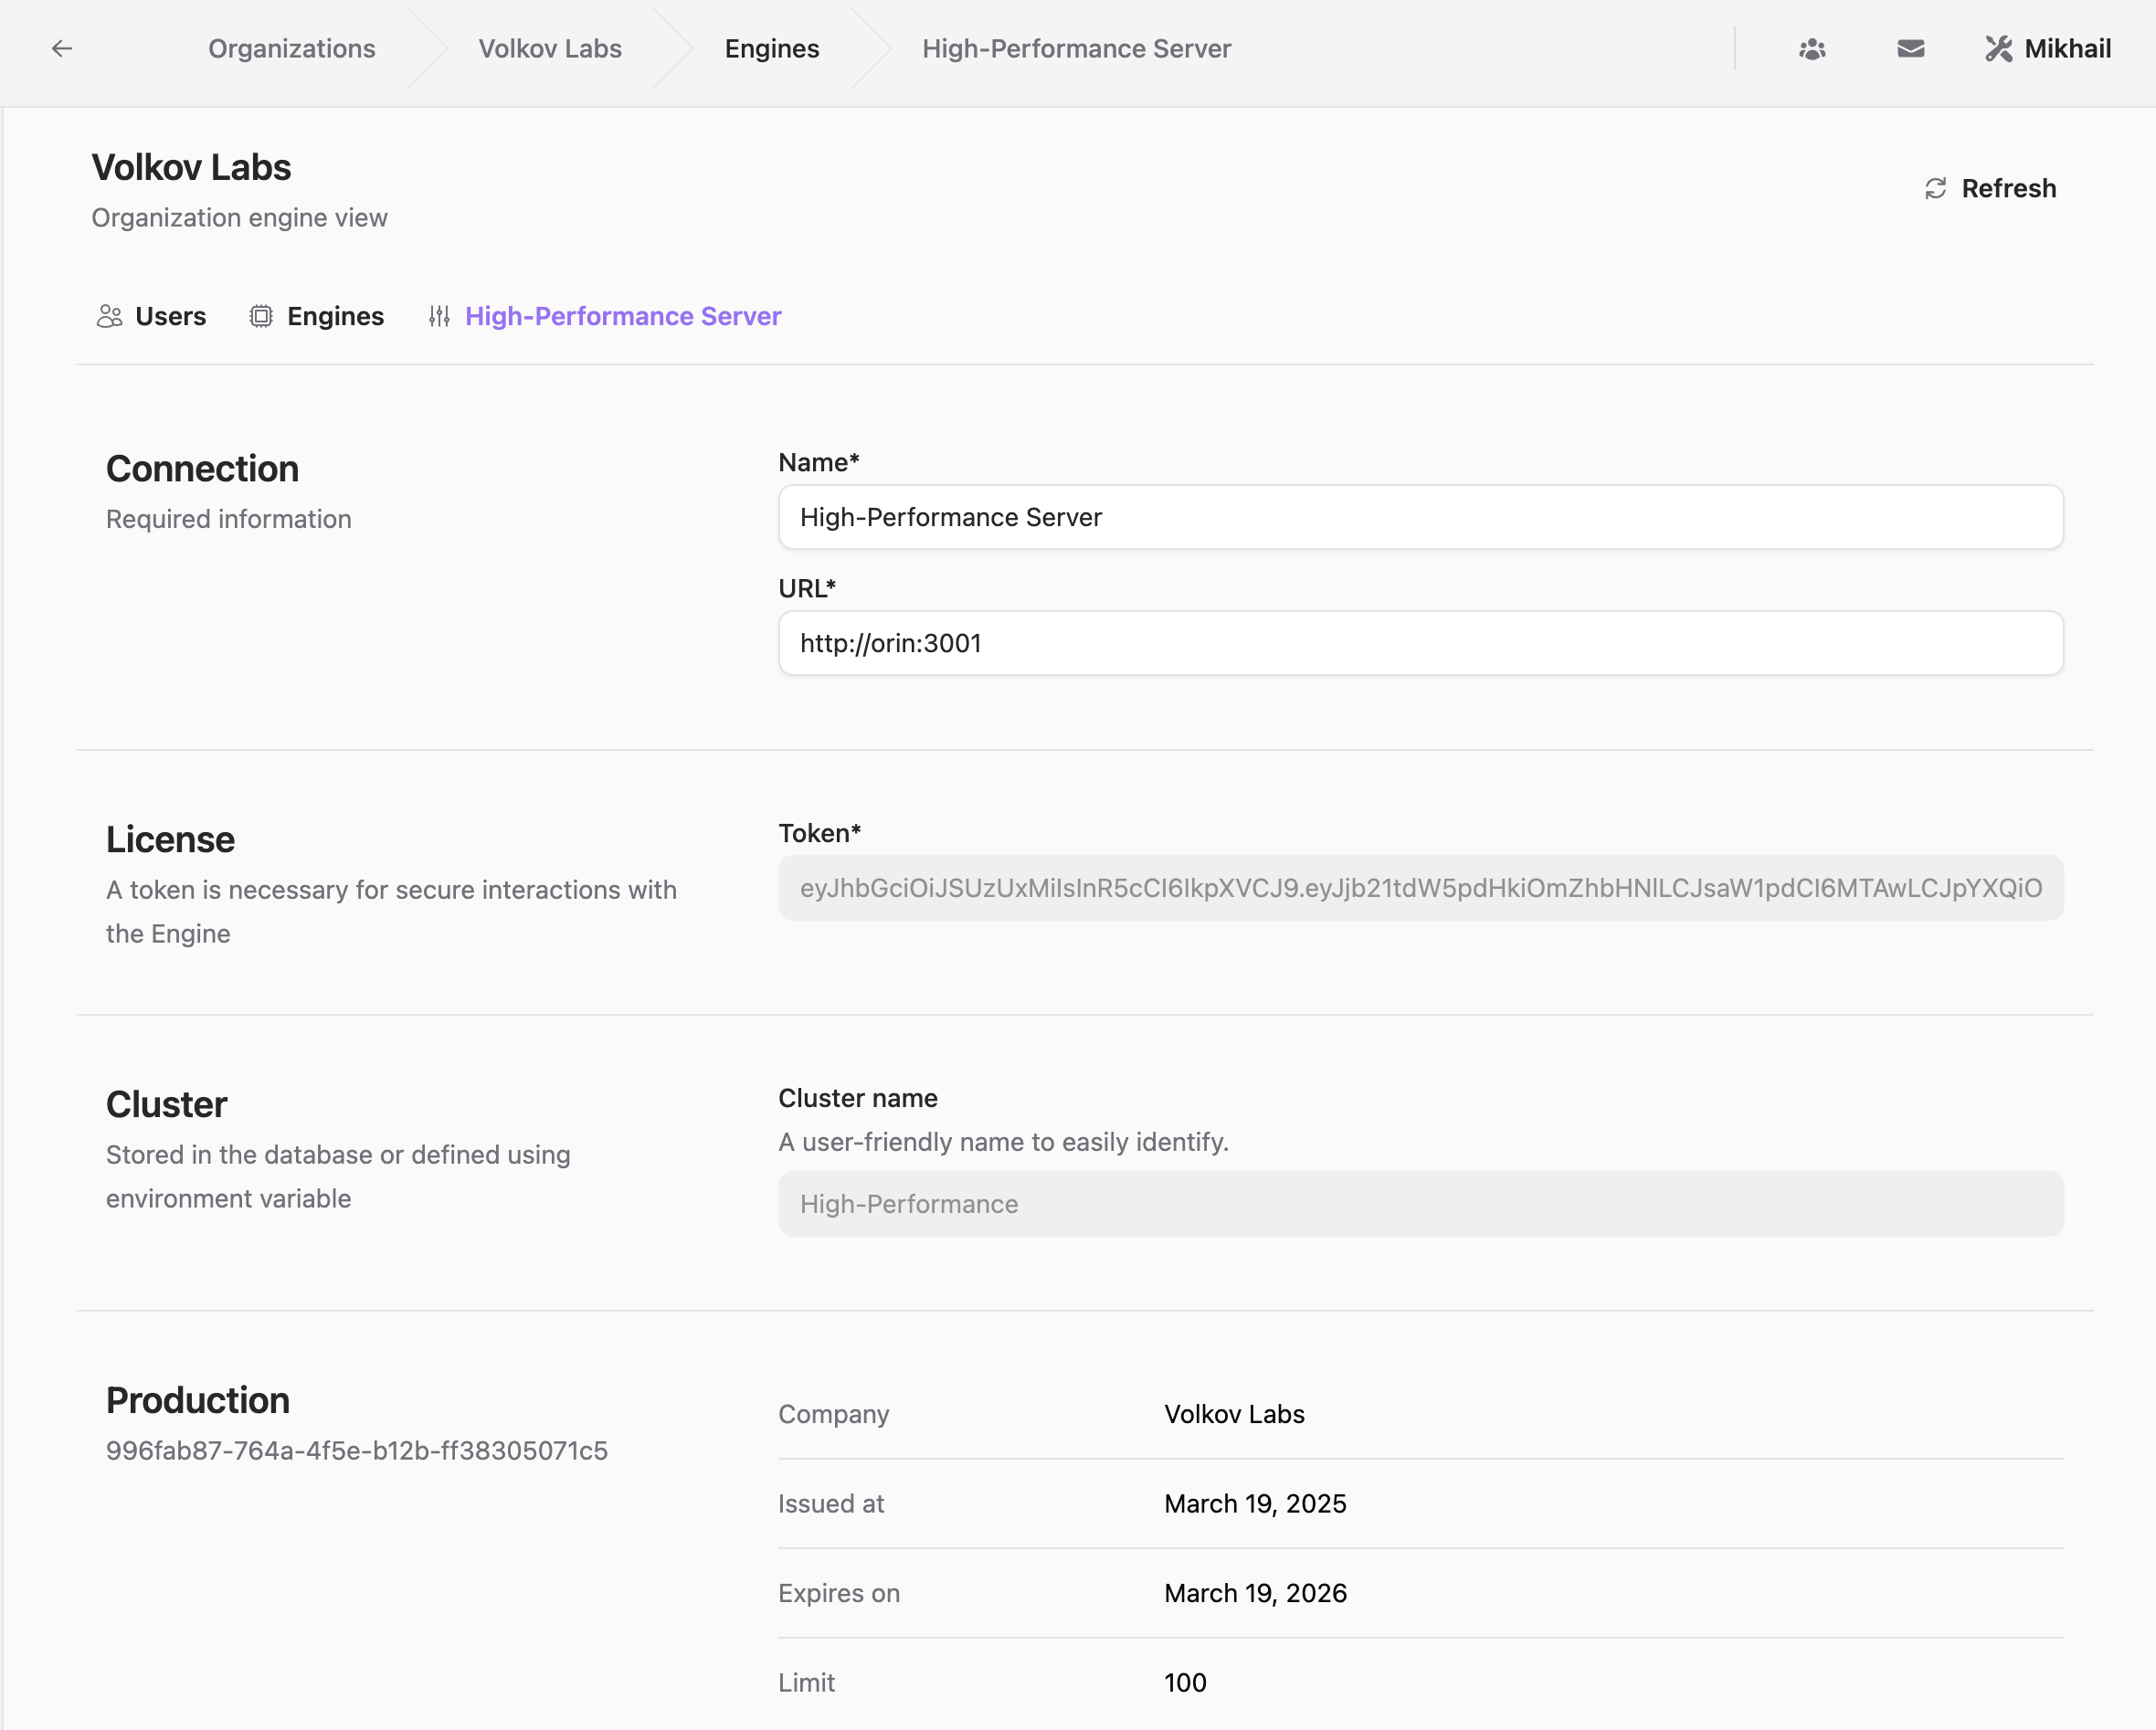 Organizations
Volkov Labs
Engines
High-Performance Server
Mikhail
Volkov Labs
Organization engine view
Refresh
Users
Engines
High-Performance Server
Connection
Required information
Name*
High-Performance Server
URL*
http://orin:3001
License
A token is necessary for secure interactions with
the Engine
Token*
eyJhbGciOiJSUzUxMiIsInR5cCI6IkpXVCJ9.eyJjb21tdW5pdHkiOmZhbHNlLCJsaW1pdCI6MTAwLCJpYXQiO
Cluster
Stored in the database or defined using
environment variable
Cluster name
A user-friendly name to easily identify.
High-Performance
Production
996fab87-764a-4f5e-b12b-ff38305071c5
Company
Volkov Labs
Issued at
March 19, 2025
Expires on
March 19, 2026
Limit
100